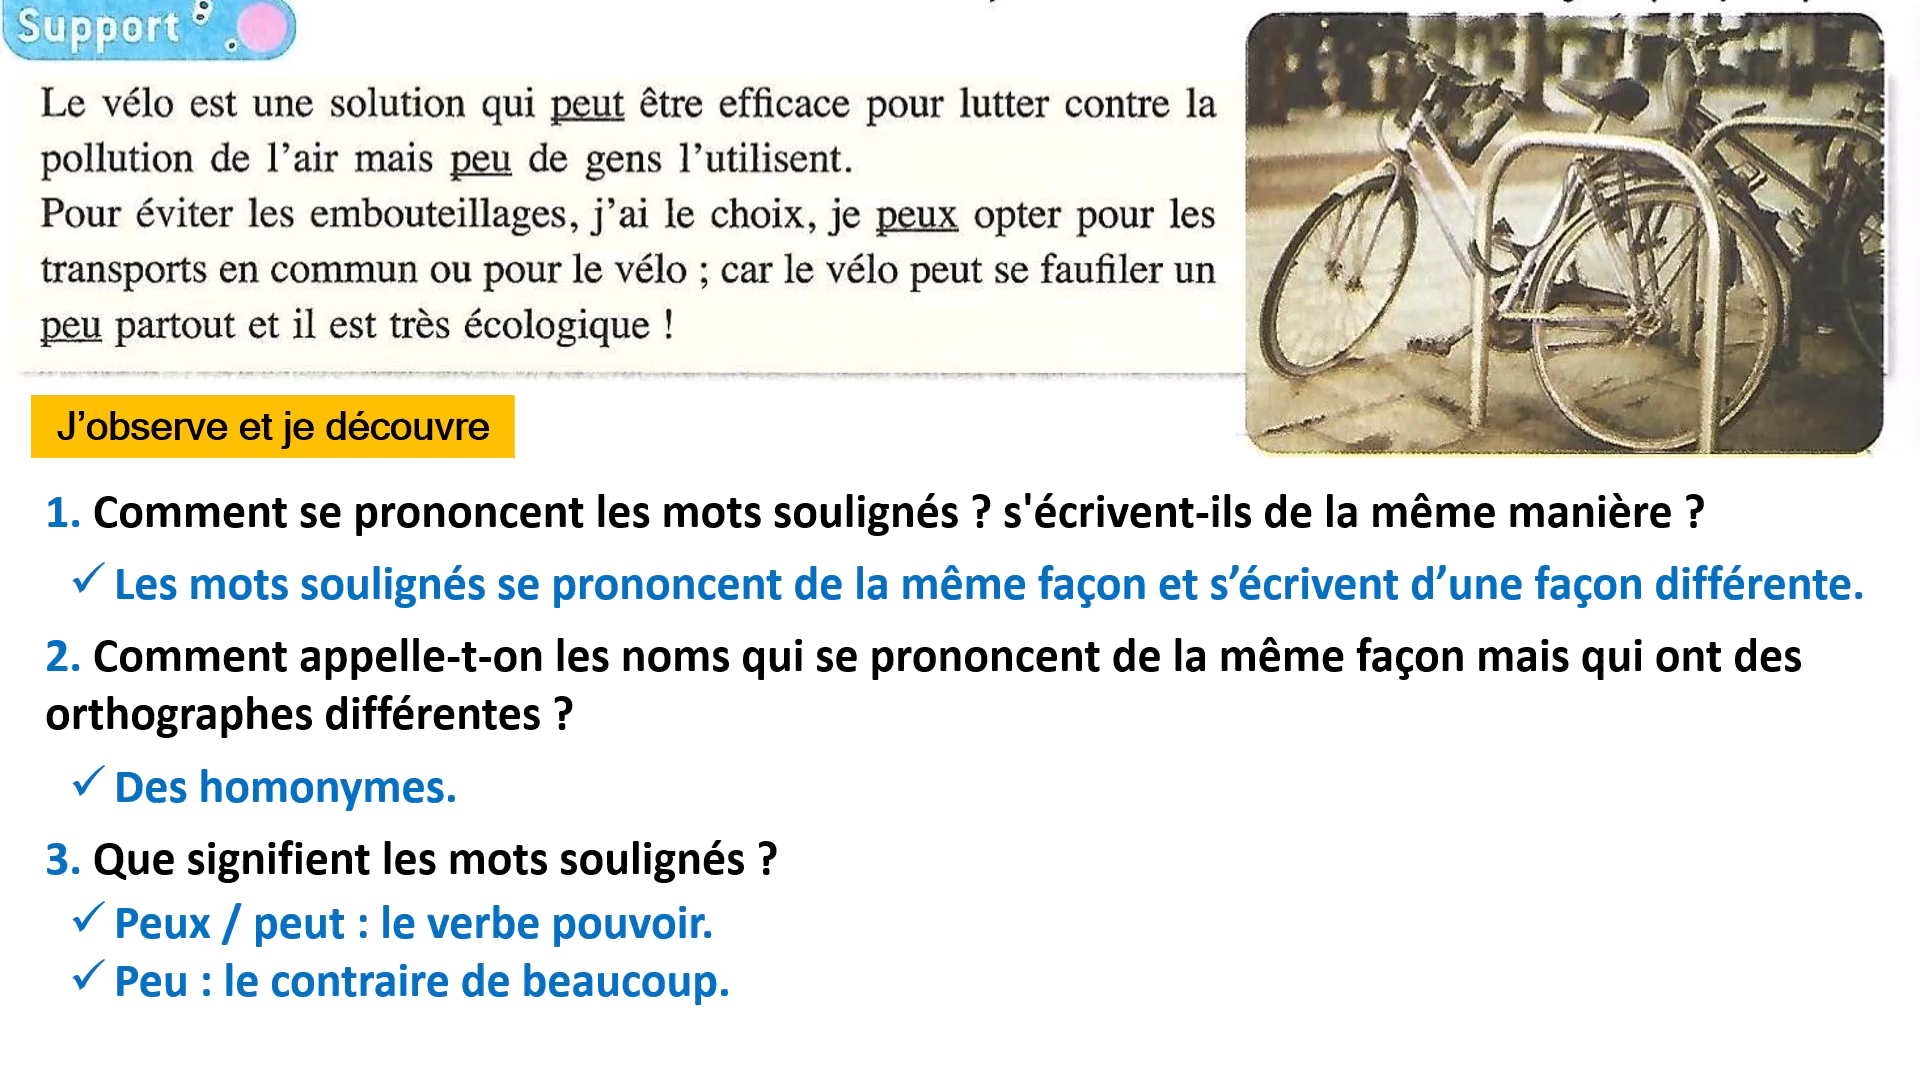 Support
Le vélo est une solution qui peut être efficace pour lutter contre la
pollution de l'air mais peu de gens l'utilisent.
Pour éviter les embouteillages, j'ai le choix, je peux opter pour les
transports en commun ou pour le vélo ; car le vélo peut se faufiler un
peu partout et il est très écologique !
J'observe et je découvre
1. Comment se prononcent les mots soulignés ? s'écrivent-ils de la même manière ?
✓ Les mots soulignés se prononcent de la même façon et s’écrivent d’une façon différente.
2. Comment appelle-t-on les noms qui se prononcent de la même façon mais qui ont des
orthographes différentes ?
✓ Des homonymes.
3. Que signifient les mots soulignés ?
✓ Peux / peut : le verbe pouvoir.
✓ Peu : le contraire de beaucoup.